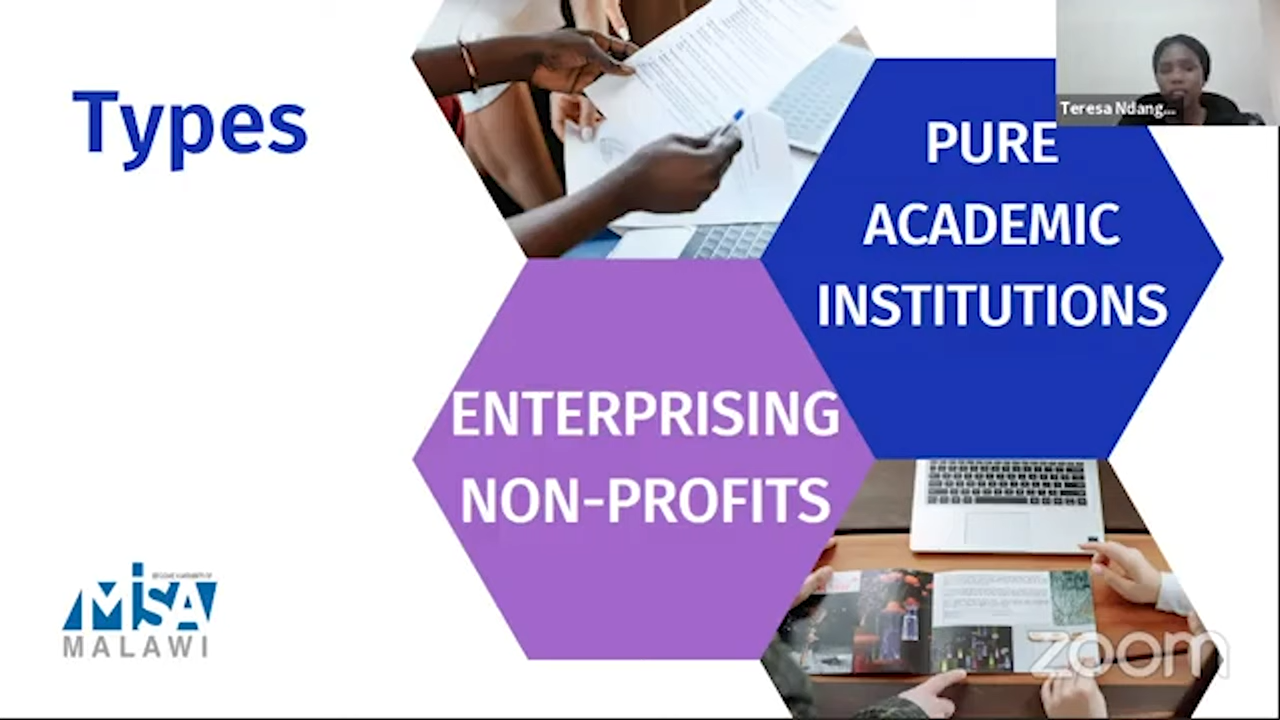 Types
Teresa Ndang...
PURE
ACADEMIC
INSTITUTIONS
ENTERPRISING
NON-PROFITS
MISA
MALAWI
zoom